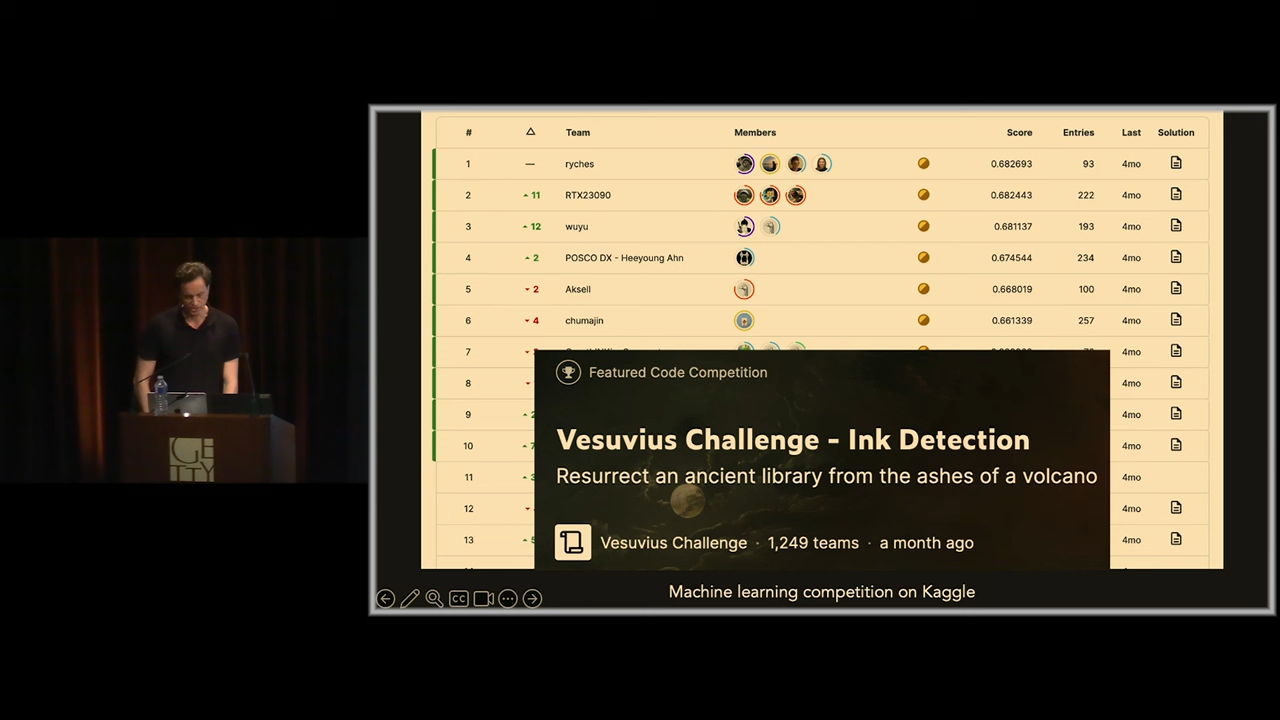 # △ Team Members Score Entries Last Solution
1 — ryches 0.682693 93 4mo
2 11 RTX23090 0.682443 222 4mo
3 12 wuyu 0.681137 193 4mo
4 2 POSCO DX - Heeyoung Ahn 0.674544 234 4mo
5 2 Aksell 0.668019 100 4mo
6 4 chumajin 0.661339 257 4mo
7 4mo
8 4mo
9 4mo
10 4mo
11 4mo
12 4mo
13 4mo
Featured Code Competition
Vesuvius Challenge - Ink Detection
Resurrect an ancient library from the ashes of a volcano
Vesuvius Challenge · 1,249 teams · a month ago
CC
Machine learning competition on Kaggle
GE
TTY